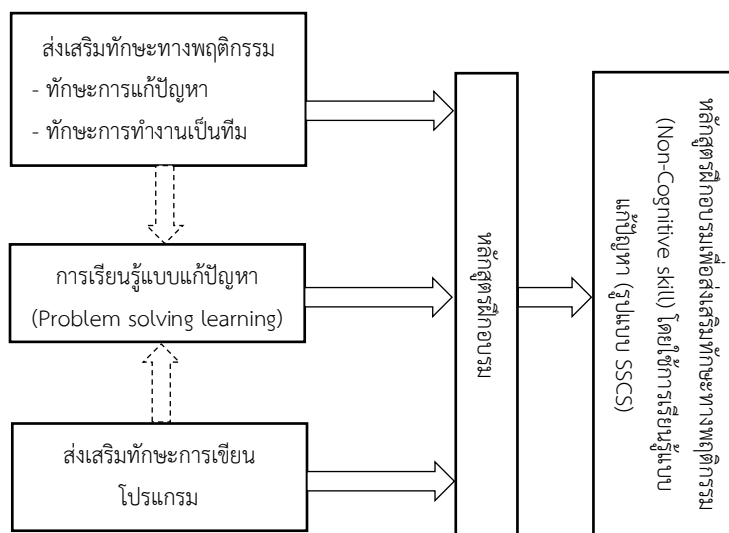 ส่งเสริมทักษะทางพฤติกรรม
- ทักษะการแก้ปัญหา
- ทักษะการทำงานเป็นทีม
การเรียนรู้แบบแก้ปัญหา
(Problem solving learning)
ส่งเสริมทักษะการเขียน
โปรแกรม
หลักสูตรฝึกอบรม
หลักสูตรฝึกอบรมเพื่อส่งเสริมทักษะทางพฤติกรรม
(Non-Cognitive skill) โดยใช้การเรียนรู้แบบ
แก้ปัญหา (รูปแบบ SSCS)